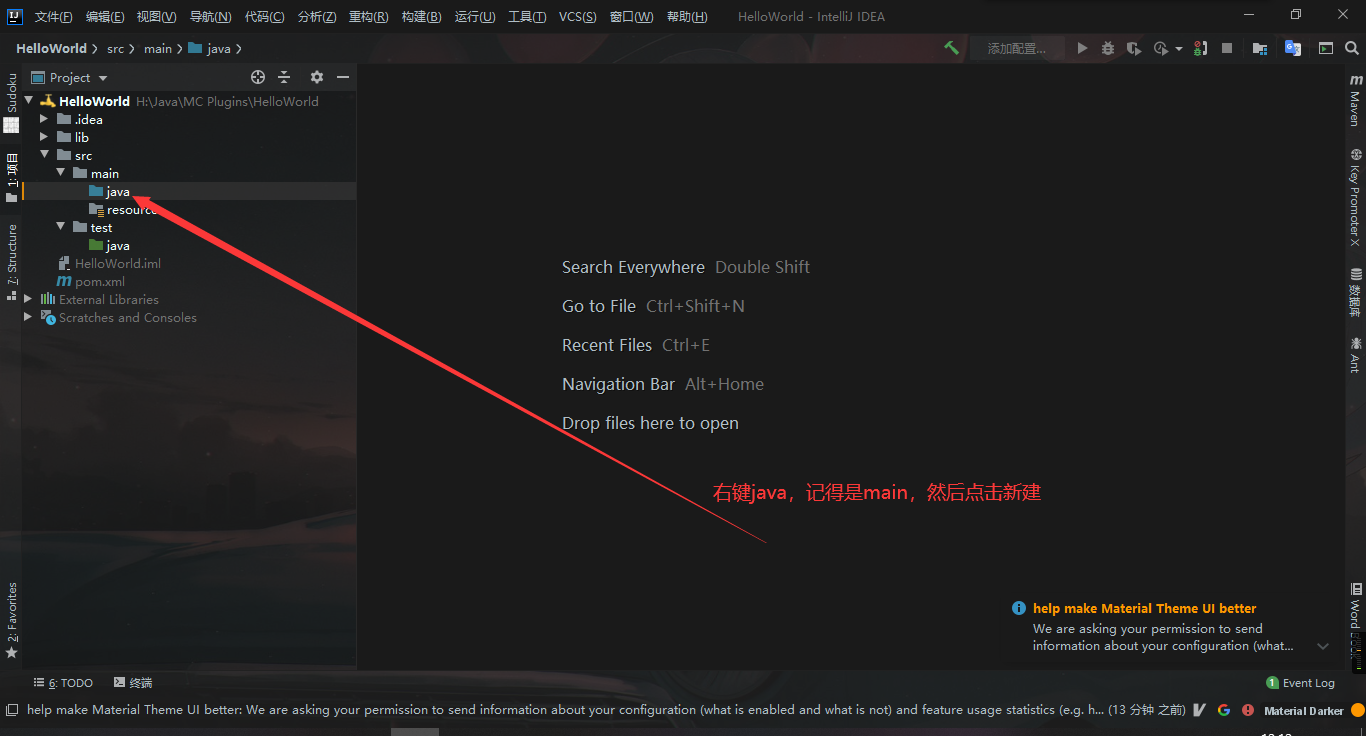 IJ 文件(F) 编辑(E) 视图(V) 导航(N) 代码(C) 分析(Z) 重构(R) 构建(B) 运行(U) 工具(T) VCS(S) 窗口(W) 帮助(H) HelloWorld - IntelliJ IDEA
HelloWorld src main java 添加配置...
Project
HelloWorld H:\Java\MC Plugins\HelloWorld
.idea
lib
src
main
java
test
java
HelloWorld.iml
pom.xml
External Libraries
Scratches and Consoles
Sudoku
1: 项目
7: Structure
2: Favorites
Search Everywhere Double Shift
Go to File Ctrl+Shift+N
Recent Files Ctrl+E
Navigation Bar Alt+Home
Drop files here to open
右键java，记得是main，然后点击新建
help make Material Theme UI better
We are asking your permission to send
information about your configuration (what...
m Maven
Key Promoter X
数据库
Ant
Word
6: TODO 终端 1 Event Log
help make Material Theme UI better: We are asking your permission to send information about your configuration (what is enabled and what is not) and feature usage statistics (e.g. h... (13 分钟 之前) Material Darker